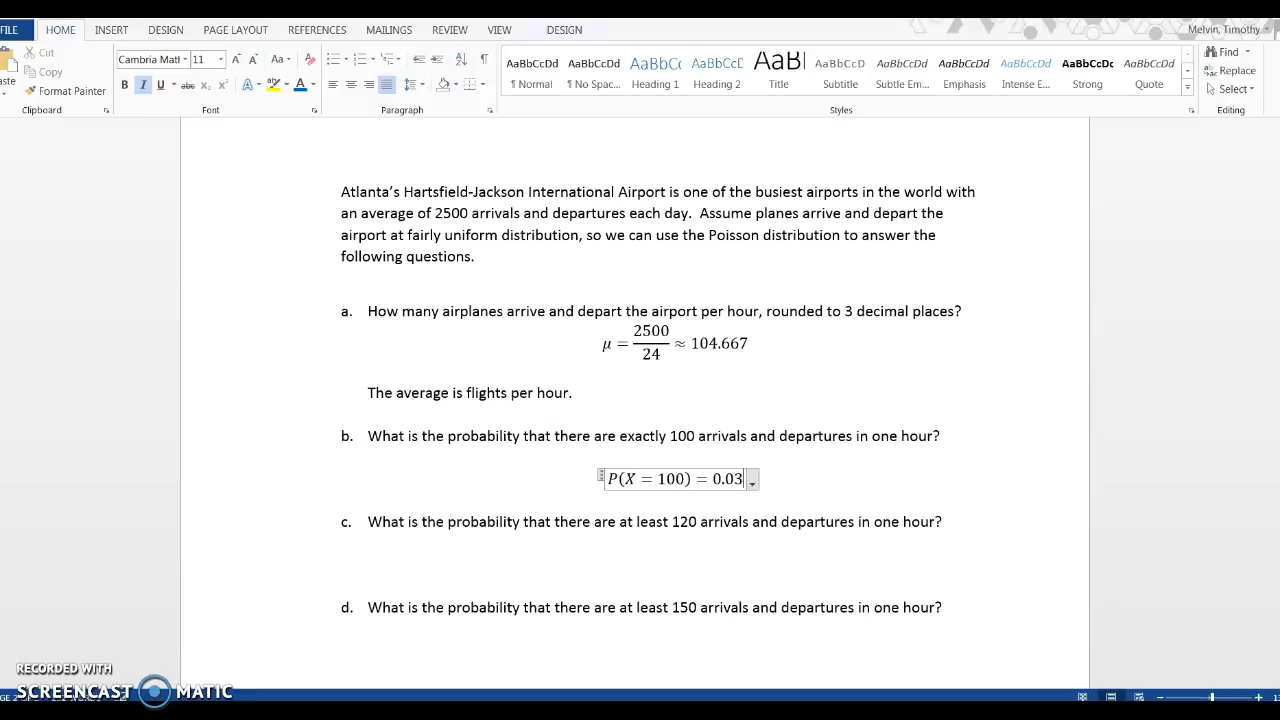 FILE HOME INSERT DESIGN PAGE LAYOUT REFERENCES MAILINGS REVIEW VIEW DESIGN Melvin, Timothy
Cut
Copy
Format Painter
Clipboard
Cambria Matl 11
Font
Paragraph
AaBbCcDd AaBbCcDd AaBbCc AaBbCcD AaBl AaBbCcD AaBbCcDd AaBbCcDd AaBbCcDd AaBbCcDc AaBbCcDd
¶ Normal ¶ No Spac... Heading 1 Heading 2 Title Subtitle Subtle Em... Emphasis Intense E... Strong Quote
Styles
Find
Replace
Select
Editing
Atlanta’s Hartsfield-Jackson International Airport is one of the busiest airports in the world with
an average of 2500 arrivals and departures each day. Assume planes arrive and depart the
airport at fairly uniform distribution, so we can use the Poisson distribution to answer the
following questions.
a. How many airplanes arrive and depart the airport per hour, rounded to 3 decimal places?
μ = 2500/24 ≈ 104.667
The average is flights per hour.
b. What is the probability that there are exactly 100 arrivals and departures in one hour?
P(X = 100) = 0.03
c. What is the probability that there are at least 120 arrivals and departures in one hour?
d. What is the probability that there are at least 150 arrivals and departures in one hour?
RECORDED WITH
SCREENCAST MATIC